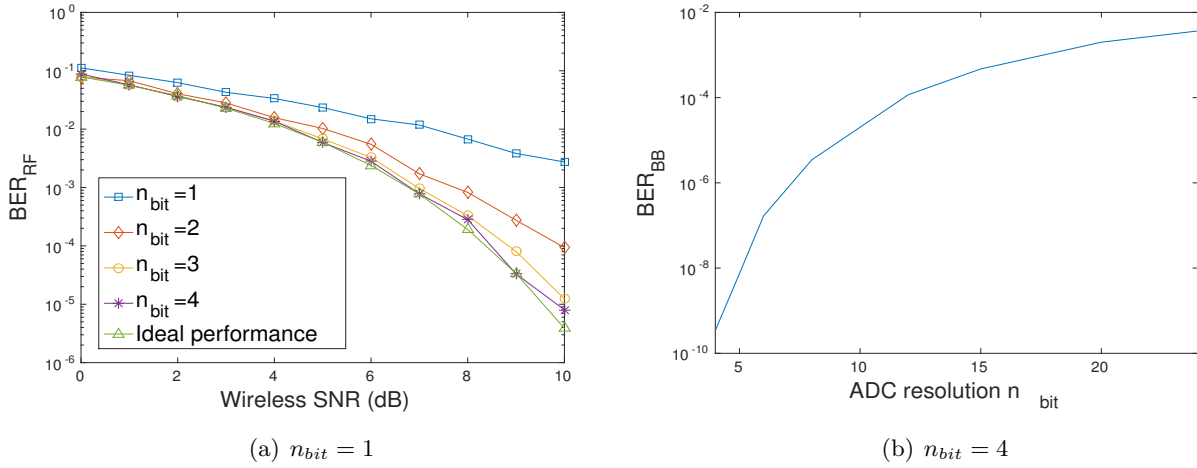 10^0
10^-1
10^-2
10^-3
10^-4
10^-5
10^-6
BER_RF
n_bit=1
n_bit=2
n_bit=3
n_bit=4
Ideal performance
0 2 4 6 8 10
Wireless SNR (dB)
(a) n_bit = 1
10^-2
10^-4
10^-6
10^-8
10^-10
BER_BB
5 10 15 20
ADC resolution n_bit
(b) n_bit = 4